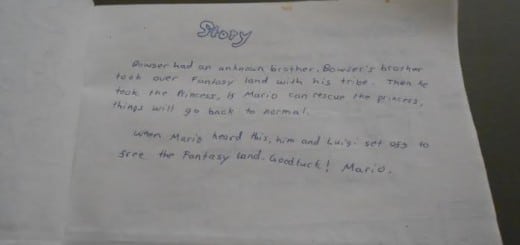 Story
Bowser had an unknown brother. Bowser's brother
took over Fantasy land with his tribe. Then he
took the Princess, If Mario can rescue the princess,
things will go back to normal.
When Mario heard this, him and Luigi set off to
free the Fantasy land. Goodluck! Mario.